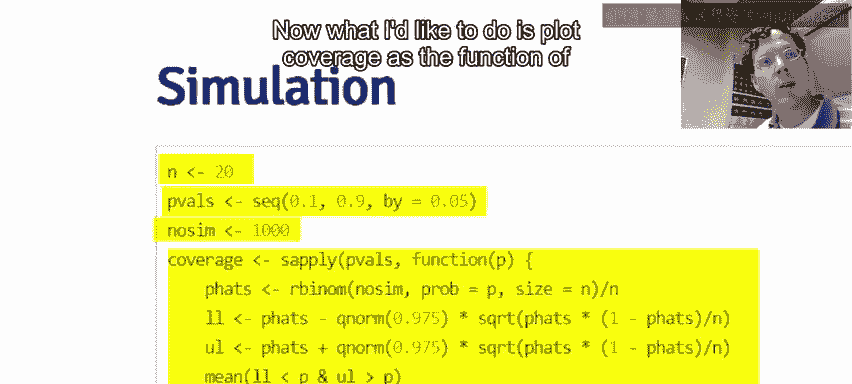 Now what I'd like to do is plot
coverage as the function of
Simulation
n <- 20
pvals <- seq(0.1, 0.9, by = 0.05)
nosim <- 1000
coverage <- sapply(pvals, function(p) {
phats <- rbinom(nosim, prob = p, size = n)/n
ll <- phats - qnorm(0.975) * sqrt(phats * (1 - phats)/n)
ul <- phats + qnorm(0.975) * sqrt(phats * (1 - phats)/n)
mean(ll < p & ul > p)